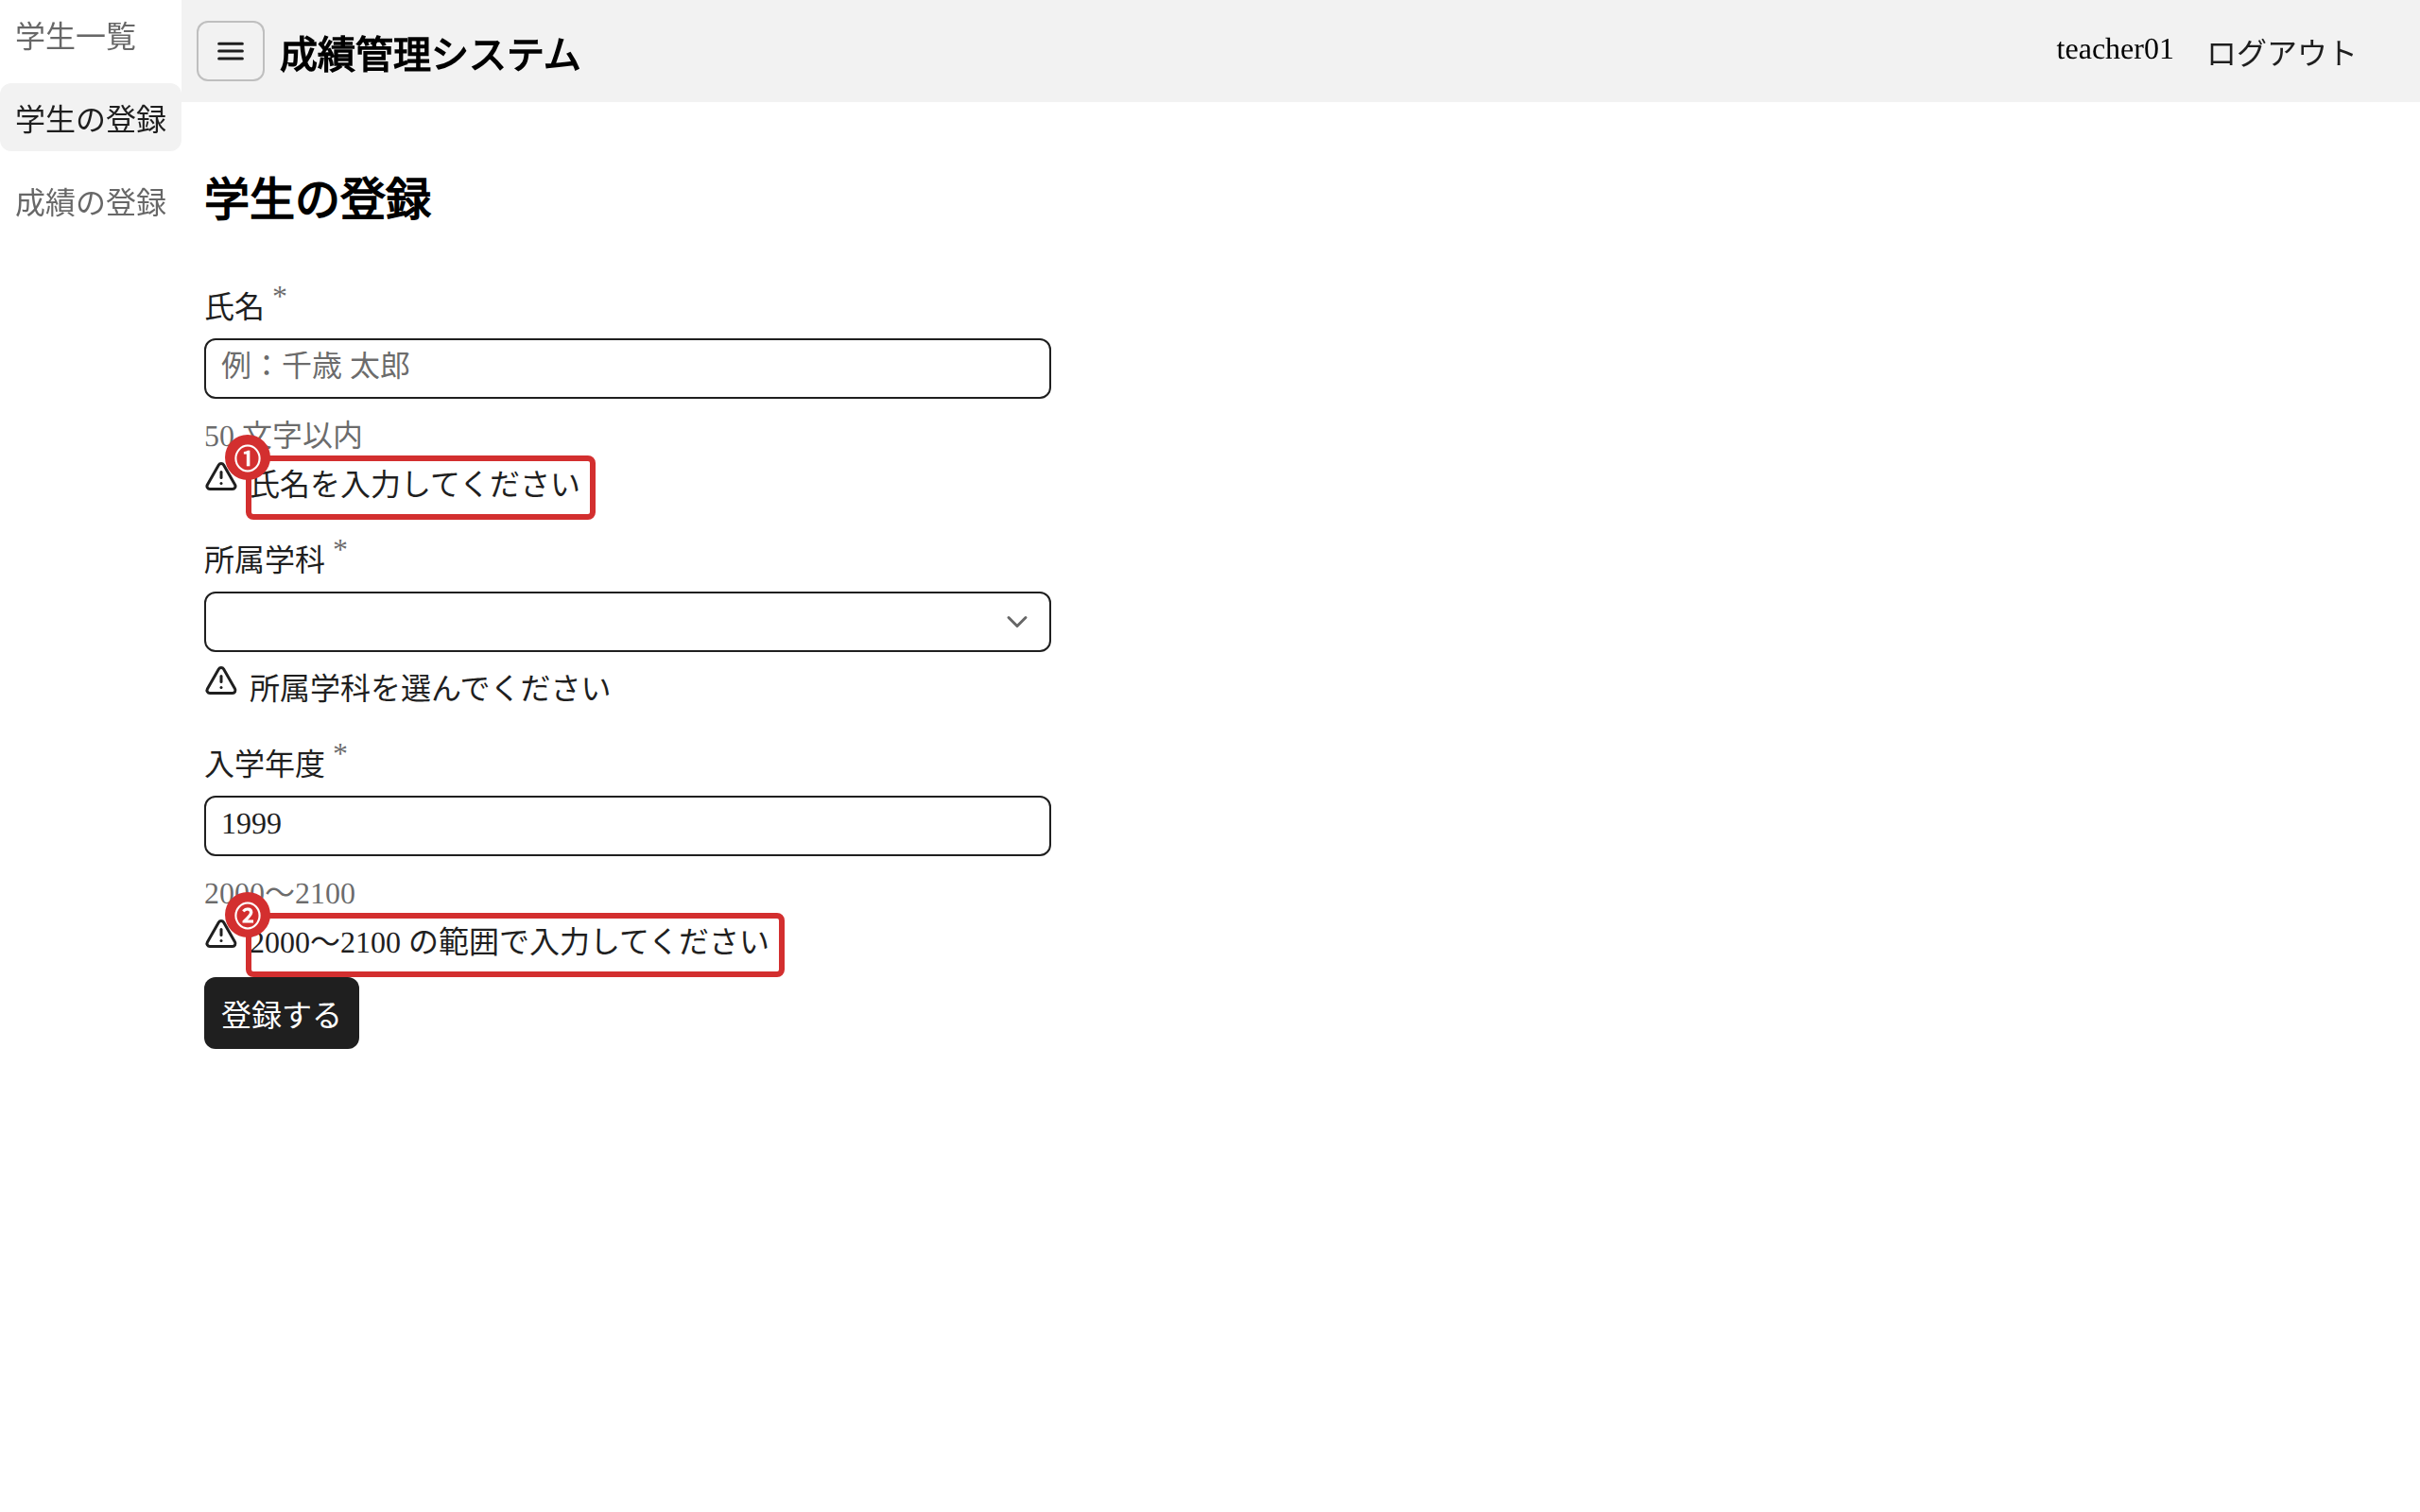 学生一覧
学生の登録
成績の登録
成績管理システム
teacher01 ログアウト
学生の登録
氏名 *
例：千歳 太郎
50 文字以内
① 氏名を入力してください
所属学科 *
所属学科を選んでください
入学年度 *
1999
2000〜2100
② 2000〜2100 の範囲で入力してください
登録する